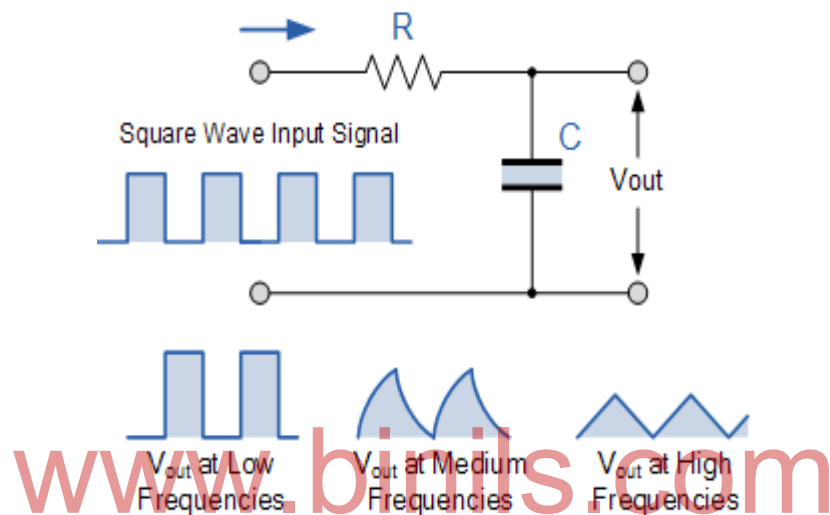 R
Square Wave Input Signal
C
Vout
Vout at Low
Frequencies
Vout at Medium
Frequencies
Vout at High
Frequencies
www.binils.com